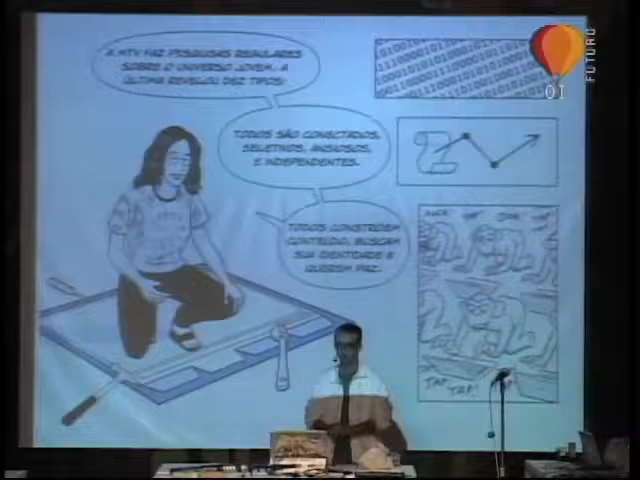 A MTV FAZ PESQUISAS REGULARES
SOBRE O UNIVERSO JOVEM. A
ÚLTIMA REVELOU DEZ TIPOS.
TODOS SÃO CONECTADOS,
SELETIVOS, ANSIOSOS,
E INDEPENDENTES.
TODOS CONSTROEM
CONTEÚDO, BUSCAM
SUA IDENTIDADE E
QUEREM PAZ.
OI
FUTURO
TAP
TAP